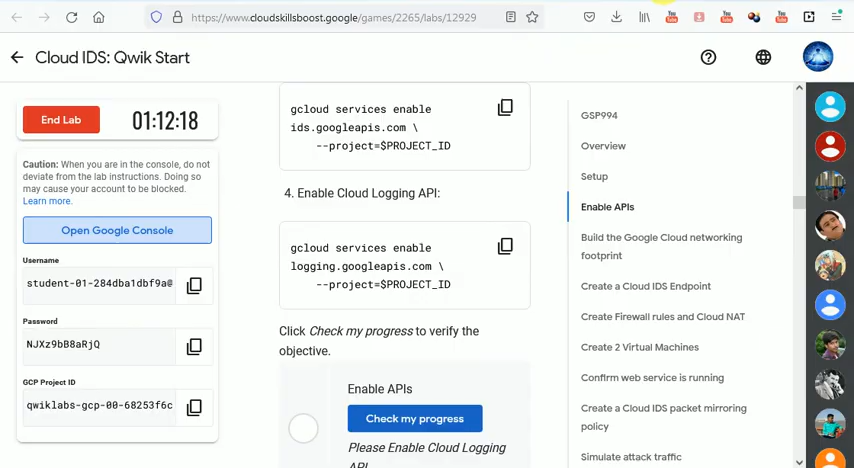 https://www.cloudskillsboost.google/games/2265/labs/12929
Cloud IDS: Qwik Start
End Lab
01:12:18
Caution: When you are in the console, do not
deviate from the lab instructions. Doing so
may cause your account to be blocked.
Learn more.
Open Google Console
Username
student-01-284dba1dbf9a@
Password
NJXz9bB8aRjQ
GCP Project ID
qwiklabs-gcp-00-68253f6c
gcloud services enable
ids.googleapis.com \
--project=$PROJECT_ID
4. Enable Cloud Logging API:
gcloud services enable
logging.googleapis.com \
--project=$PROJECT_ID
Click Check my progress to verify the
objective.
Enable APIs
Check my progress
Please Enable Cloud Logging
API
GSP994
Overview
Setup
Enable APIs
Build the Google Cloud networking
footprint
Create a Cloud IDS Endpoint
Create Firewall rules and Cloud NAT
Create 2 Virtual Machines
Confirm web service is running
Create a Cloud IDS packet mirroring
policy
Simulate attack traffic